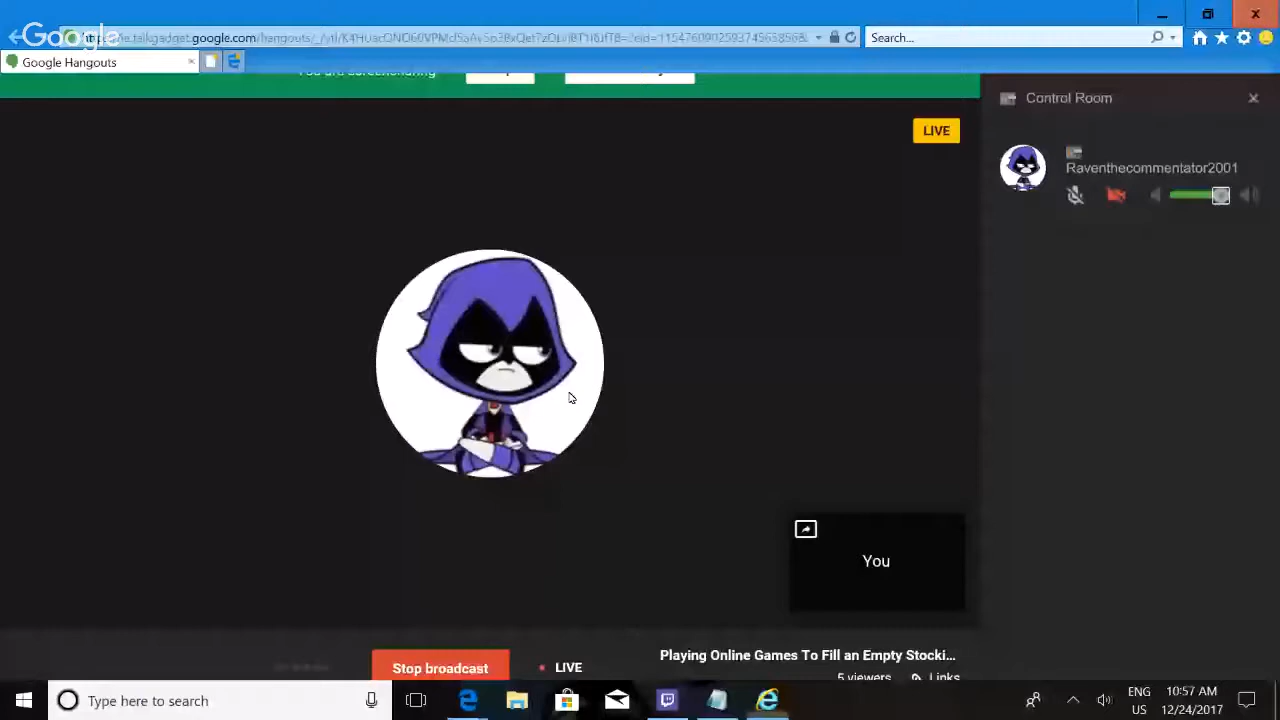 Google
Search...
Google Hangouts
Control Room
LIVE
Raventhecommentator2001
You
Stop broadcast
LIVE
Playing Online Games To Fill an Empty Stocki...
5 viewers
Links
Type here to search
ENG
US
10:57 AM
12/24/2017